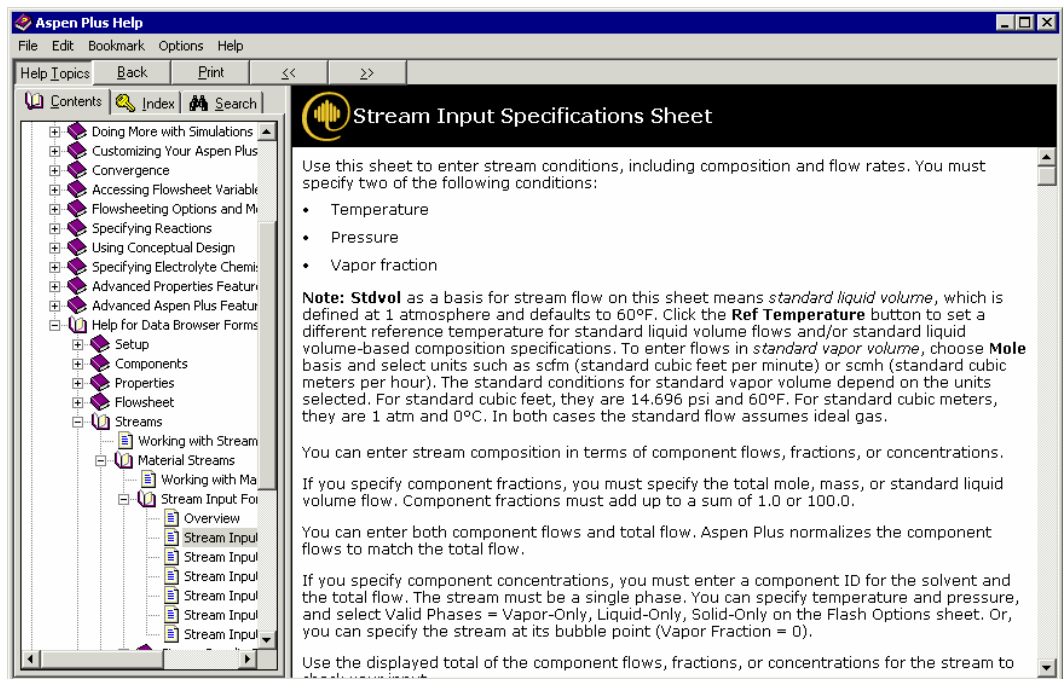 Aspen Plus Help
File Edit Bookmark Options Help
Help Topics Back Print << >>
Contents Index Search
Doing More with Simulations
Customizing Your Aspen Plus
Convergence
Accessing Flowsheet Variable
Flowsheeting Options and Mo
Specifying Reactions
Using Conceptual Design
Specifying Electrolyte Chemis
Advanced Properties Feature
Advanced Aspen Plus Featur
Help for Data Browser Forms
Setup
Components
Properties
Flowsheet
Streams
Working with Stream
Material Streams
Working with Ma
Stream Input For
Overview
Stream Input
Stream Input
Stream Input
Stream Input
Stream Input
Stream Input
Stream Input Specifications Sheet
Use this sheet to enter stream conditions, including composition and flow rates. You must
specify two of the following conditions:
• Temperature
• Pressure
• Vapor fraction
Note: Stdvol as a basis for stream flow on this sheet means standard liquid volume, which is
defined at 1 atmosphere and defaults to 60ºF. Click the Ref Temperature button to set a
different reference temperature for standard liquid volume flows and/or standard liquid
volume-based composition specifications. To enter flows in standard vapor volume, choose Mole
basis and select units such as scfm (standard cubic feet per minute) or scmh (standard cubic
meters per hour). The standard conditions for standard vapor volume depend on the units
selected. For standard cubic feet, they are 14.696 psi and 60ºF. For standard cubic meters,
they are 1 atm and 0ºC. In both cases the standard flow assumes ideal gas.
You can enter stream composition in terms of component flows, fractions, or concentrations.
If you specify component fractions, you must specify the total mole, mass, or standard liquid
volume flow. Component fractions must add up to a sum of 1.0 or 100.0.
You can enter both component flows and total flow. Aspen Plus normalizes the component
flows to match the total flow.
If you specify component concentrations, you must enter a component ID for the solvent and
the total flow. The stream must be a single phase. You can specify temperature and pressure,
and select Valid Phases = Vapor-Only, Liquid-Only, Solid-Only on the Flash Options sheet. Or,
you can specify the stream at its bubble point (Vapor Fraction = 0).
Use the displayed total of the component flows, fractions, or concentrations for the stream to